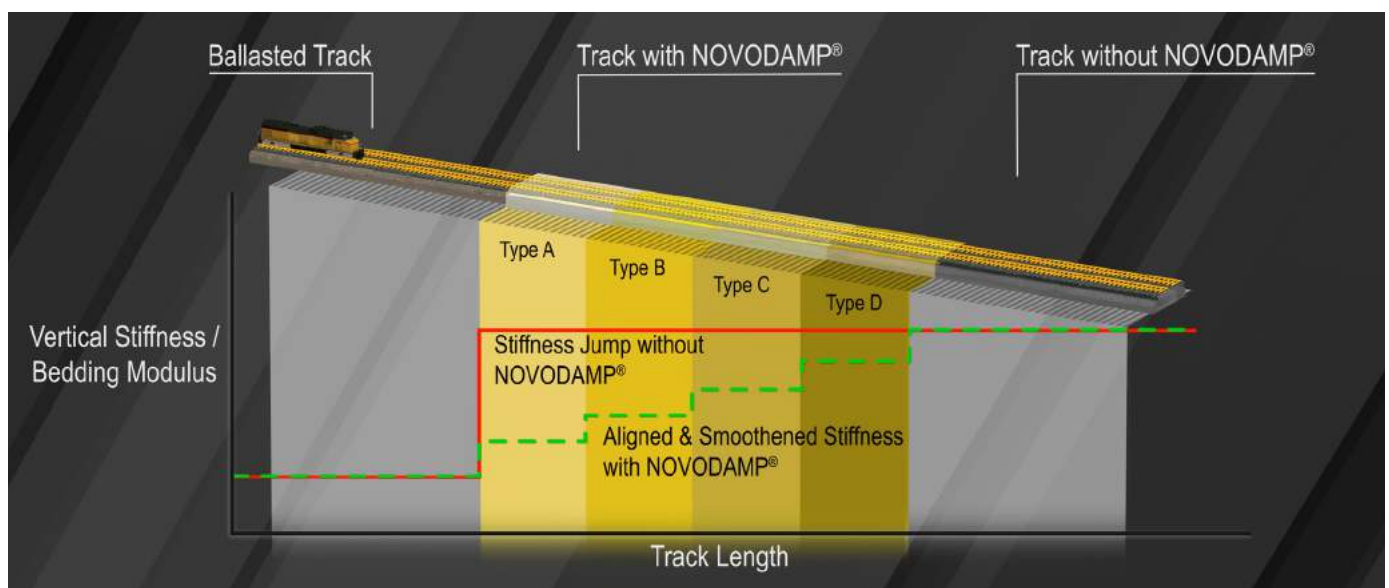 Ballasted Track
Track with NOVODAMP®
Track without NOVODAMP®
Type A
Type B
Type C
Type D
Vertical Stiffness /
Bedding Modulus
Stiffness Jump without
NOVODAMP®
Aligned & Smoothened Stiffness
with NOVODAMP®
Track Length